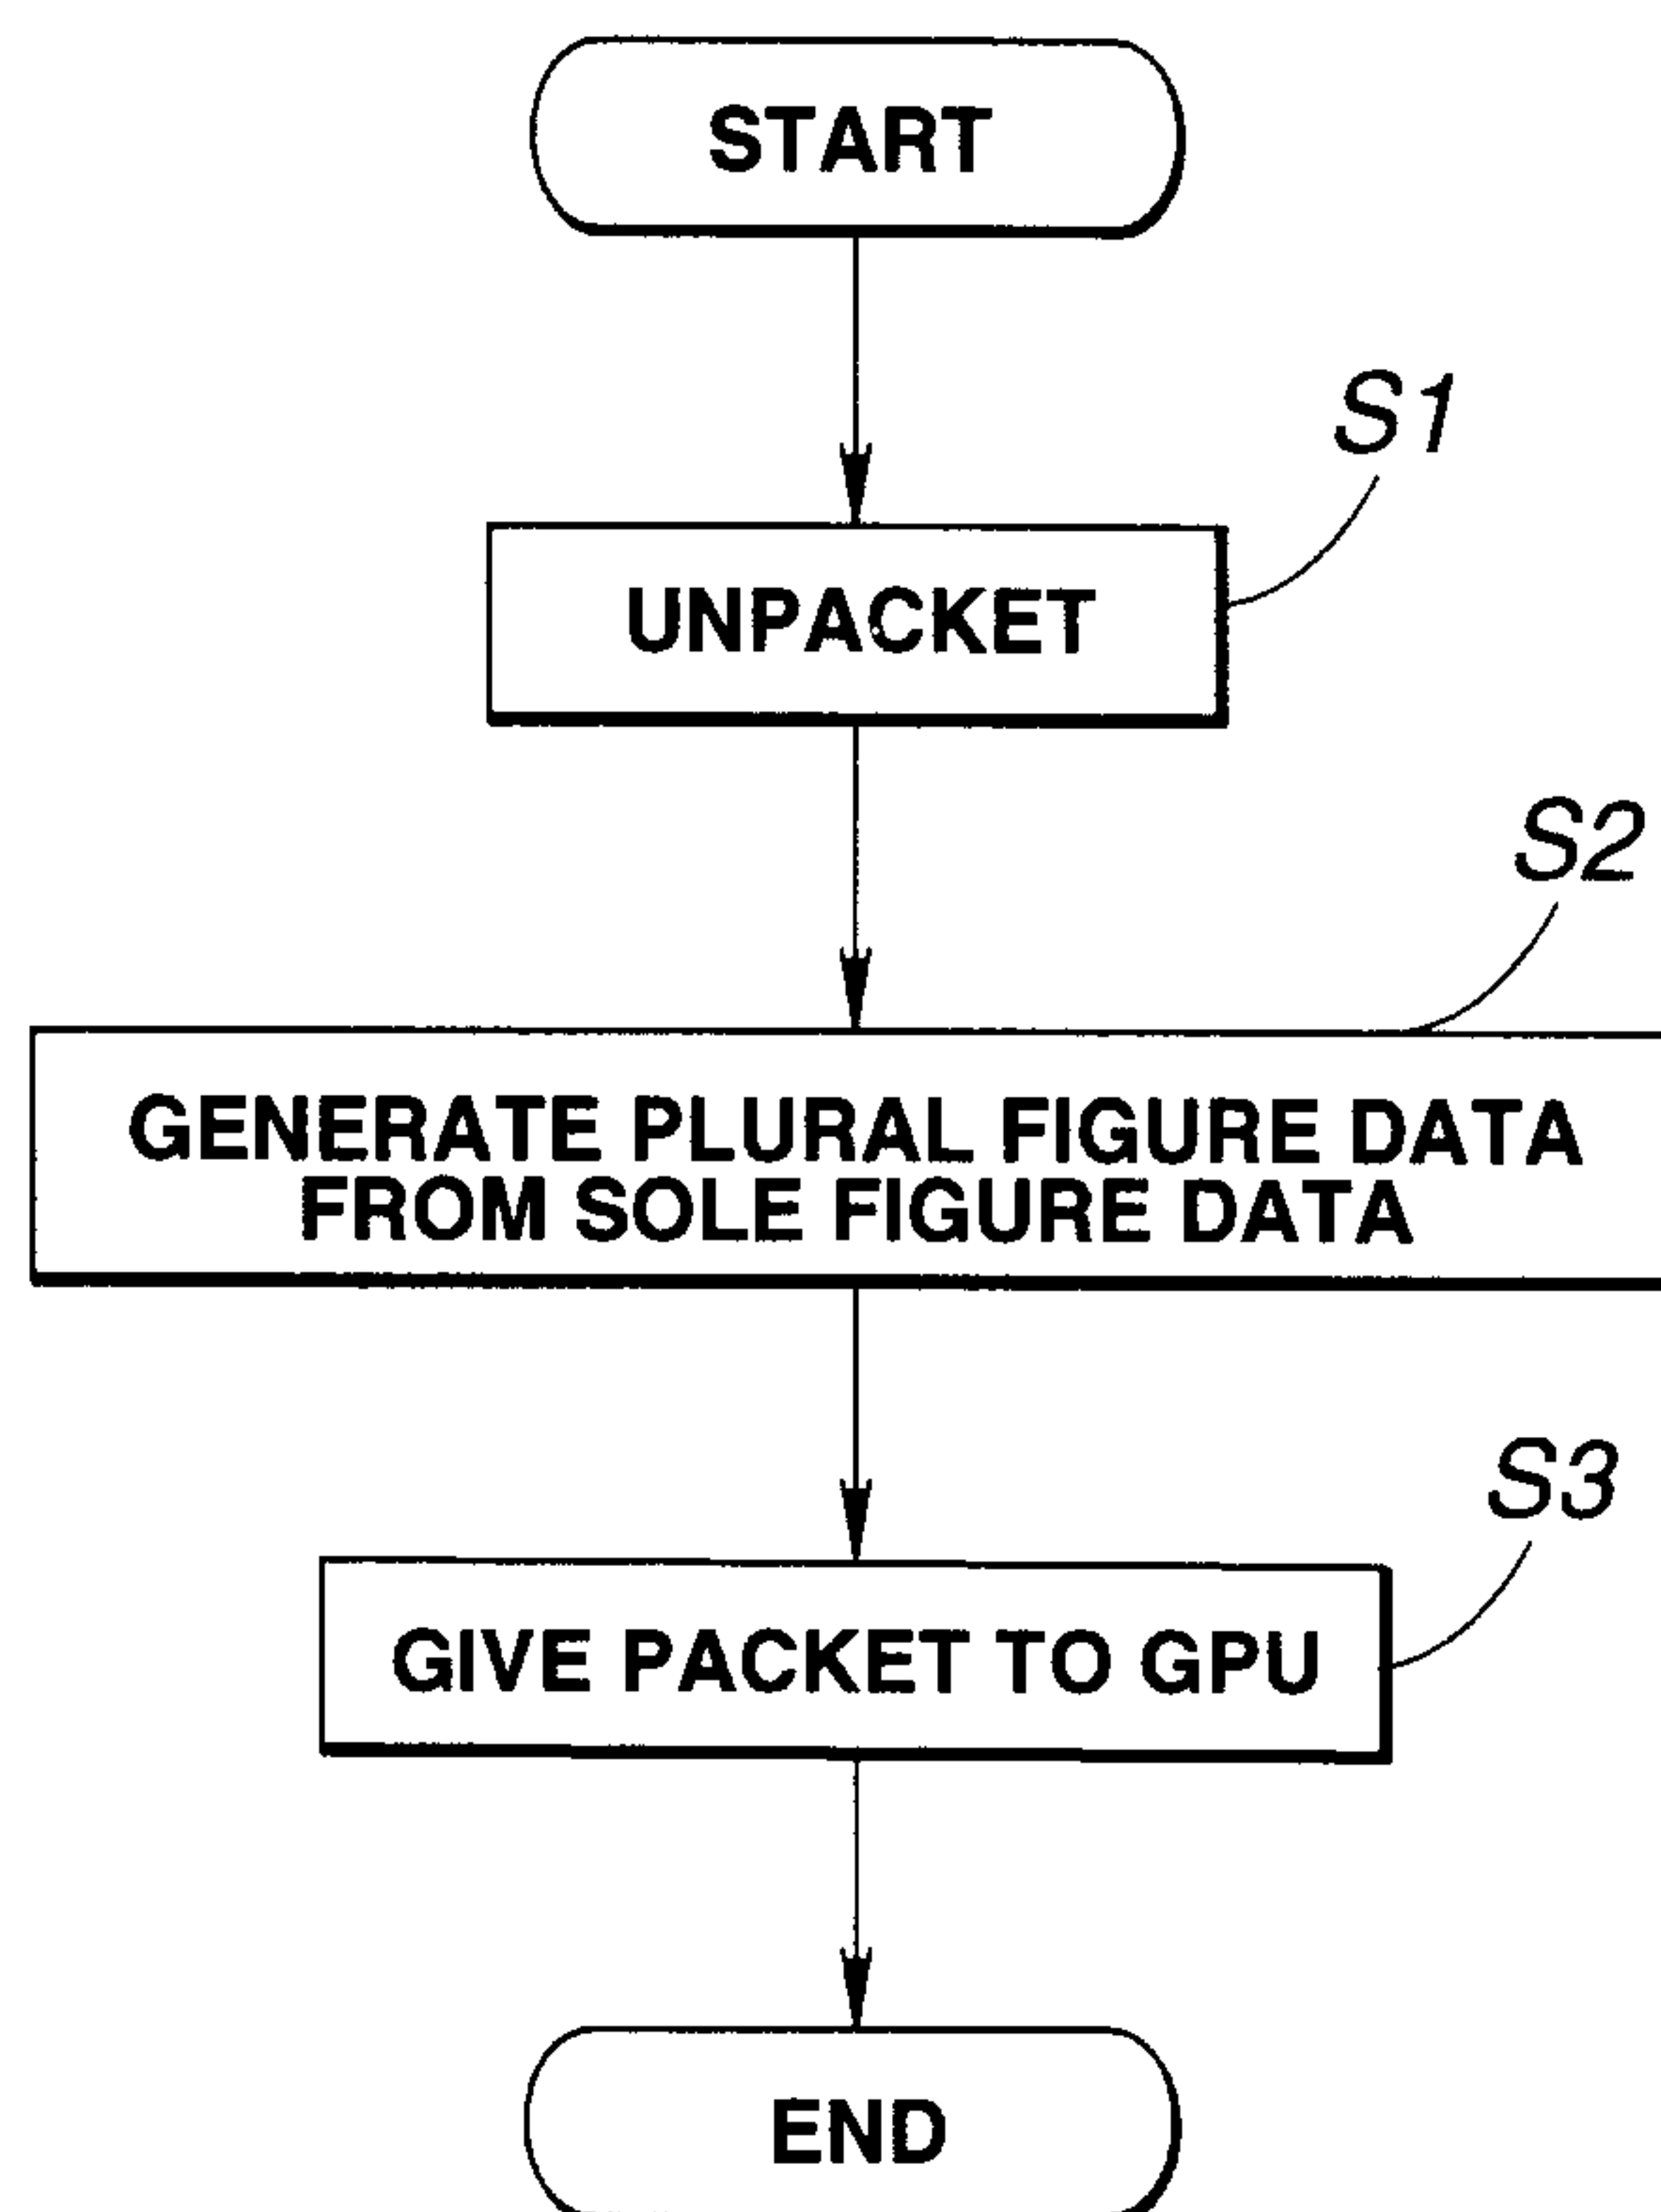 START
S1
UNPACKET
S2
GENERATE PLURAL FIGURE DATA
FROM SOLE FIGURE DATA
S3
GIVE PACKET TO GPU
END